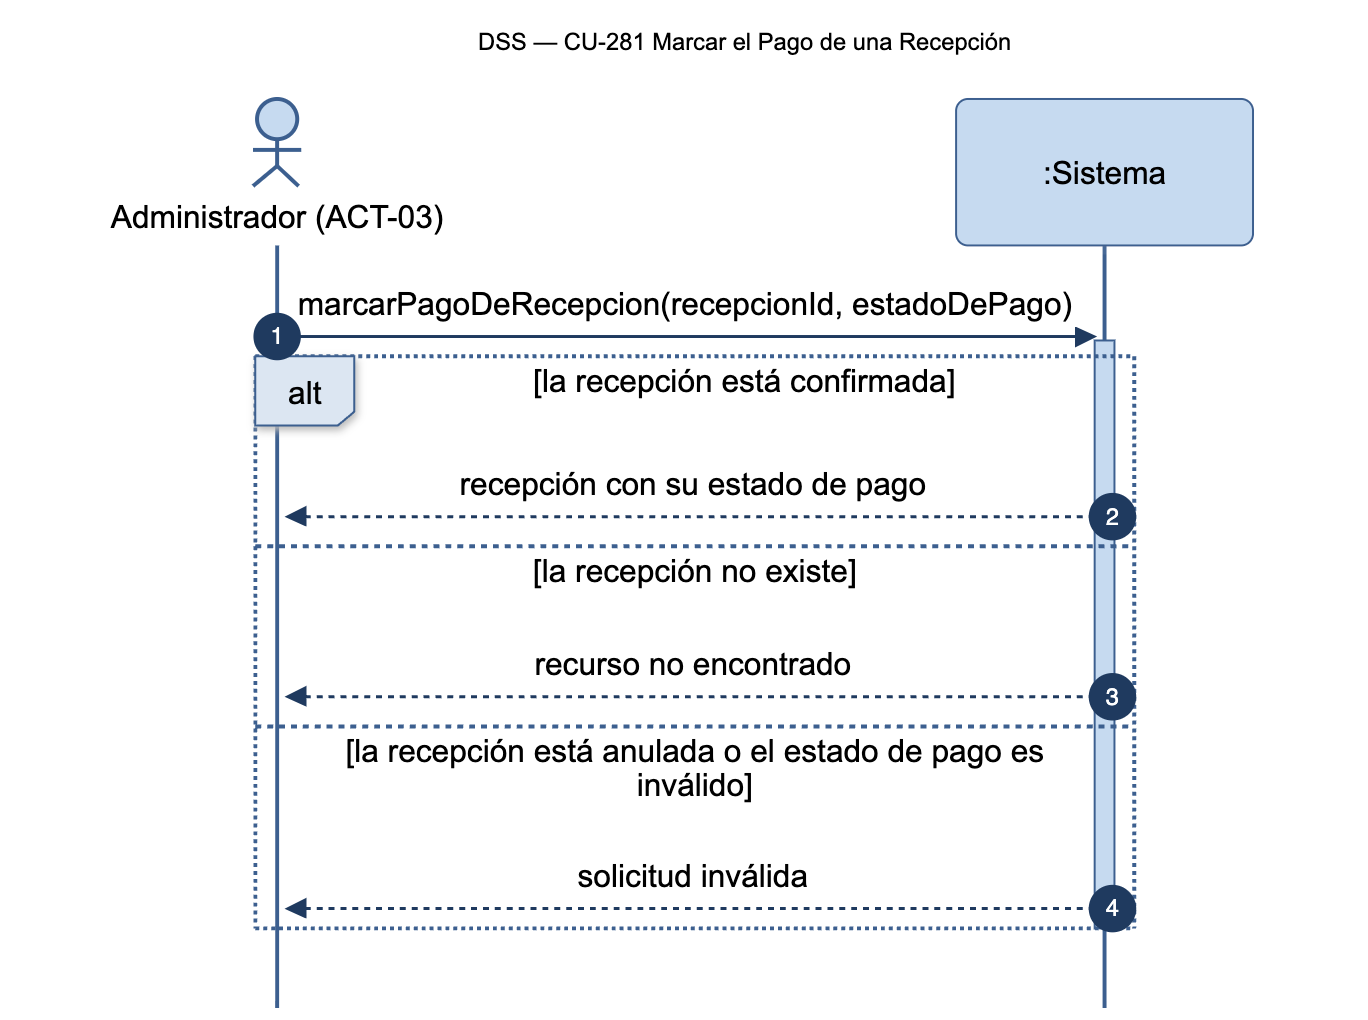 DSS — CU-281 Marcar el Pago de una Recepción
:Sistema
Administrador (ACT-03)
marcarPagoDeRecepcion(recepcionId, estadoDePago)
1
alt
[la recepción está confirmada]
recepción con su estado de pago
2
[la recepción no existe]
recurso no encontrado
3
[la recepción está anulada o el estado de pago es
inválido]
solicitud inválida
4